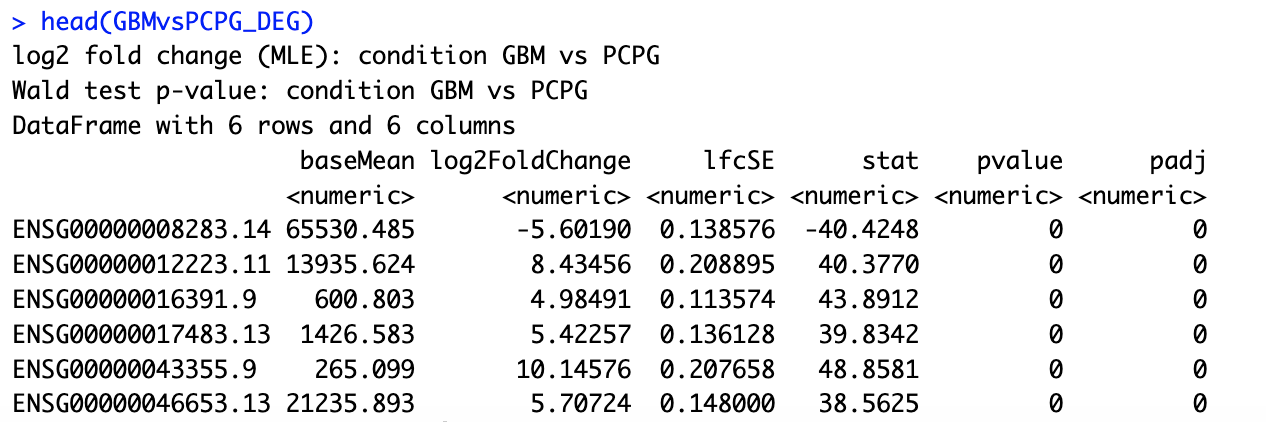 > head(GBMvsPCPG_DEG)
log2 fold change (MLE): condition GBM vs PCPG
Wald test p-value: condition GBM vs PCPG
DataFrame with 6 rows and 6 columns
baseMean log2FoldChange lfcSE stat pvalue padj
<numeric> <numeric> <numeric> <numeric> <numeric> <numeric>
ENSG00000008283.14 65530.485 -5.60190 0.138576 -40.4248 0 0
ENSG00000012223.11 13935.624 8.43456 0.208895 40.3770 0 0
ENSG00000016391.9 600.803 4.98491 0.113574 43.8912 0 0
ENSG00000017483.13 1426.583 5.42257 0.136128 39.8342 0 0
ENSG00000043355.9 265.099 10.14576 0.207658 48.8581 0 0
ENSG00000046653.13 21235.893 5.70724 0.148000 38.5625 0 0